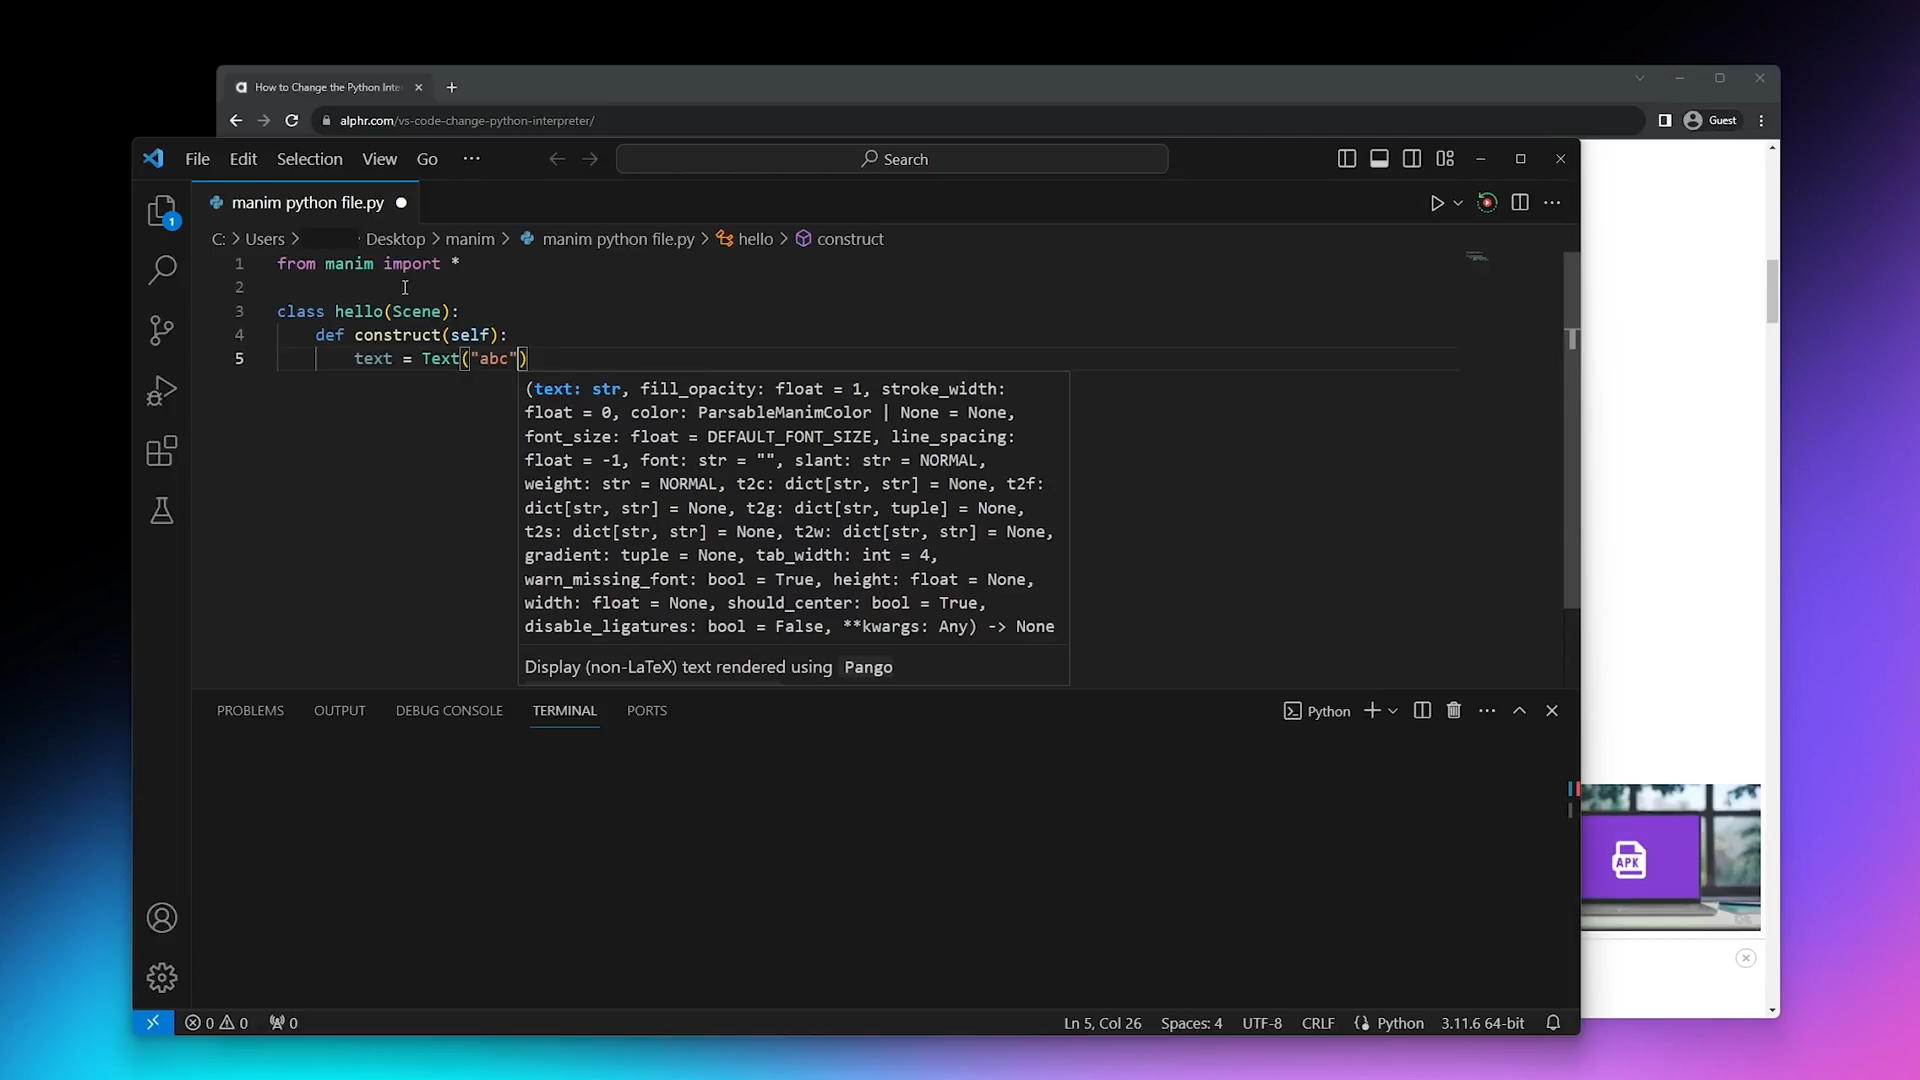 How to Change the Python Inte
alphr.com/vs-code-change-python-interpreter/
Guest
File Edit Selection View Go ··· Search
manim python file.py
C: > Users > Desktop > manim > manim python file.py > hello > construct
1 from manim import *
2
3 class hello(Scene):
4 def construct(self):
5 text = Text("abc")
(text: str, fill_opacity: float = 1, stroke_width:
float = 0, color: ParsableManimColor | None = None,
font_size: float = DEFAULT_FONT_SIZE, line_spacing:
float = -1, font: str = "", slant: str = NORMAL,
weight: str = NORMAL, t2c: dict[str, str] = None, t2f:
dict[str, str] = None, t2g: dict[str, tuple] = None,
t2s: dict[str, str] = None, t2w: dict[str, str] = None,
gradient: tuple = None, tab_width: int = 4,
warn_missing_font: bool = True, height: float = None,
width: float = None, should_center: bool = True,
disable_ligatures: bool = False, **kwargs: Any) -> None
Display (non-LaTeX) text rendered using Pango
1
PROBLEMS OUTPUT DEBUG CONSOLE TERMINAL PORTS Python
APK
0 0 0 Ln 5, Col 26 Spaces: 4 UTF-8 CRLF Python 3.11.6 64-bit